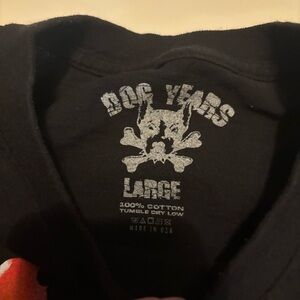 DOG YEARS
LARGE
100% COTTON
TUMBLE DRY LOW
MADE IN USA